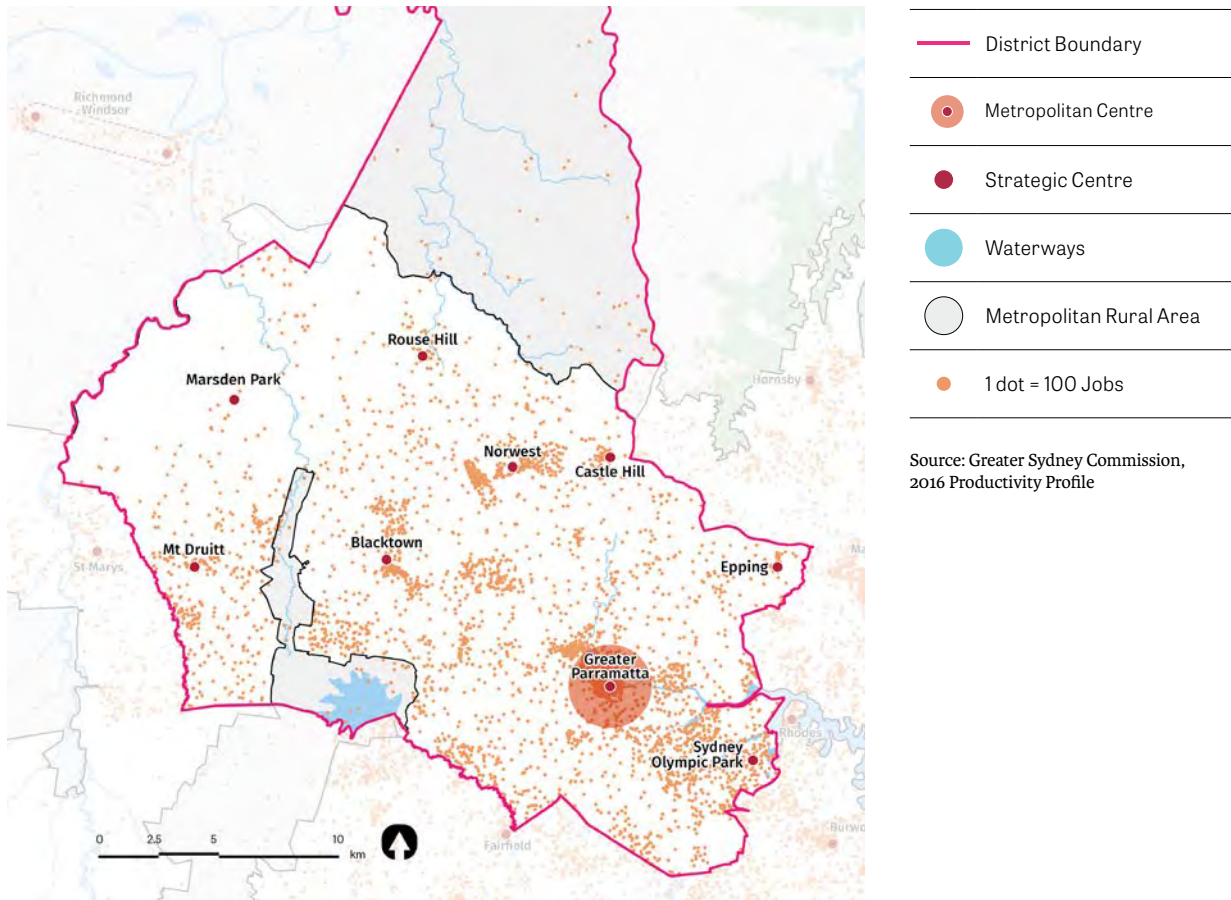 Richmond
Windsor
Rouse Hill
Marsden Park
Hornsby
Norwest
Castle Hill
Mt Druitt
St Marys
Blacktown
Epping
Ma
Greater
Parramatta
Rhodes
Sydney
Olympic Park
Fairfield
Burwo
0
2.5
5
10
km
District Boundary
Metropolitan Centre
Strategic Centre
Waterways
Metropolitan Rural Area
1 dot = 100 Jobs
Source: Greater Sydney Commission,
2016 Productivity Profile